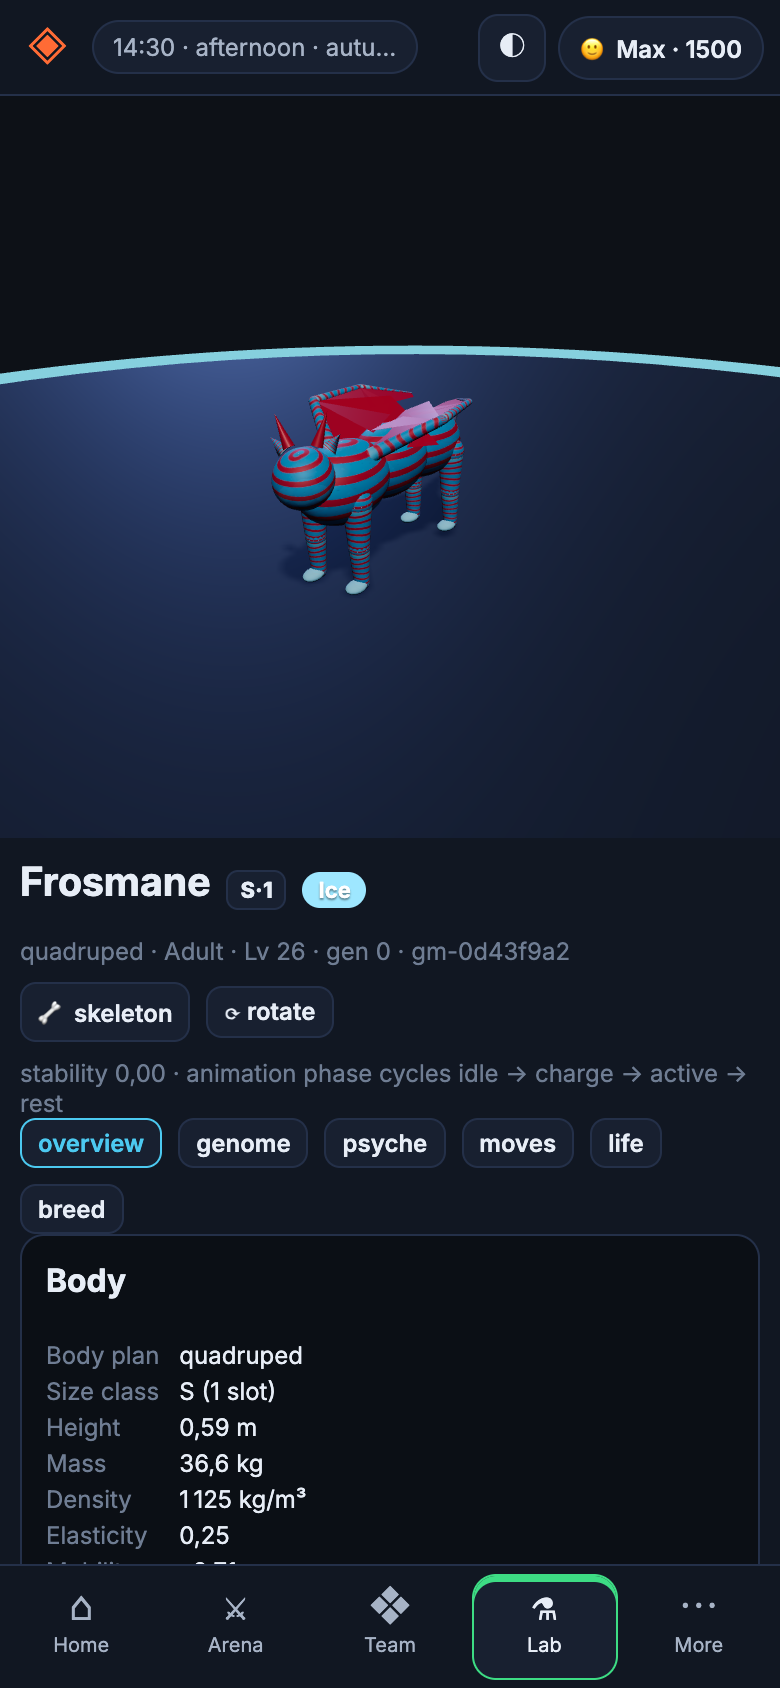 14:30 · afternoon · autu...
Max · 1500
Frosmane S·1 Ice
quadruped · Adult · Lv 26 · gen 0 · gm-0d43f9a2
skeleton
rotate
stability 0,00 · animation phase cycles idle → charge → active →
rest
overview genome psyche moves life
breed
Body
Body plan quadruped
Size class S (1 slot)
Height 0,59 m
Mass 36,6 kg
Density 1 125 kg/m³
Elasticity 0,25
Home Arena Team Lab More